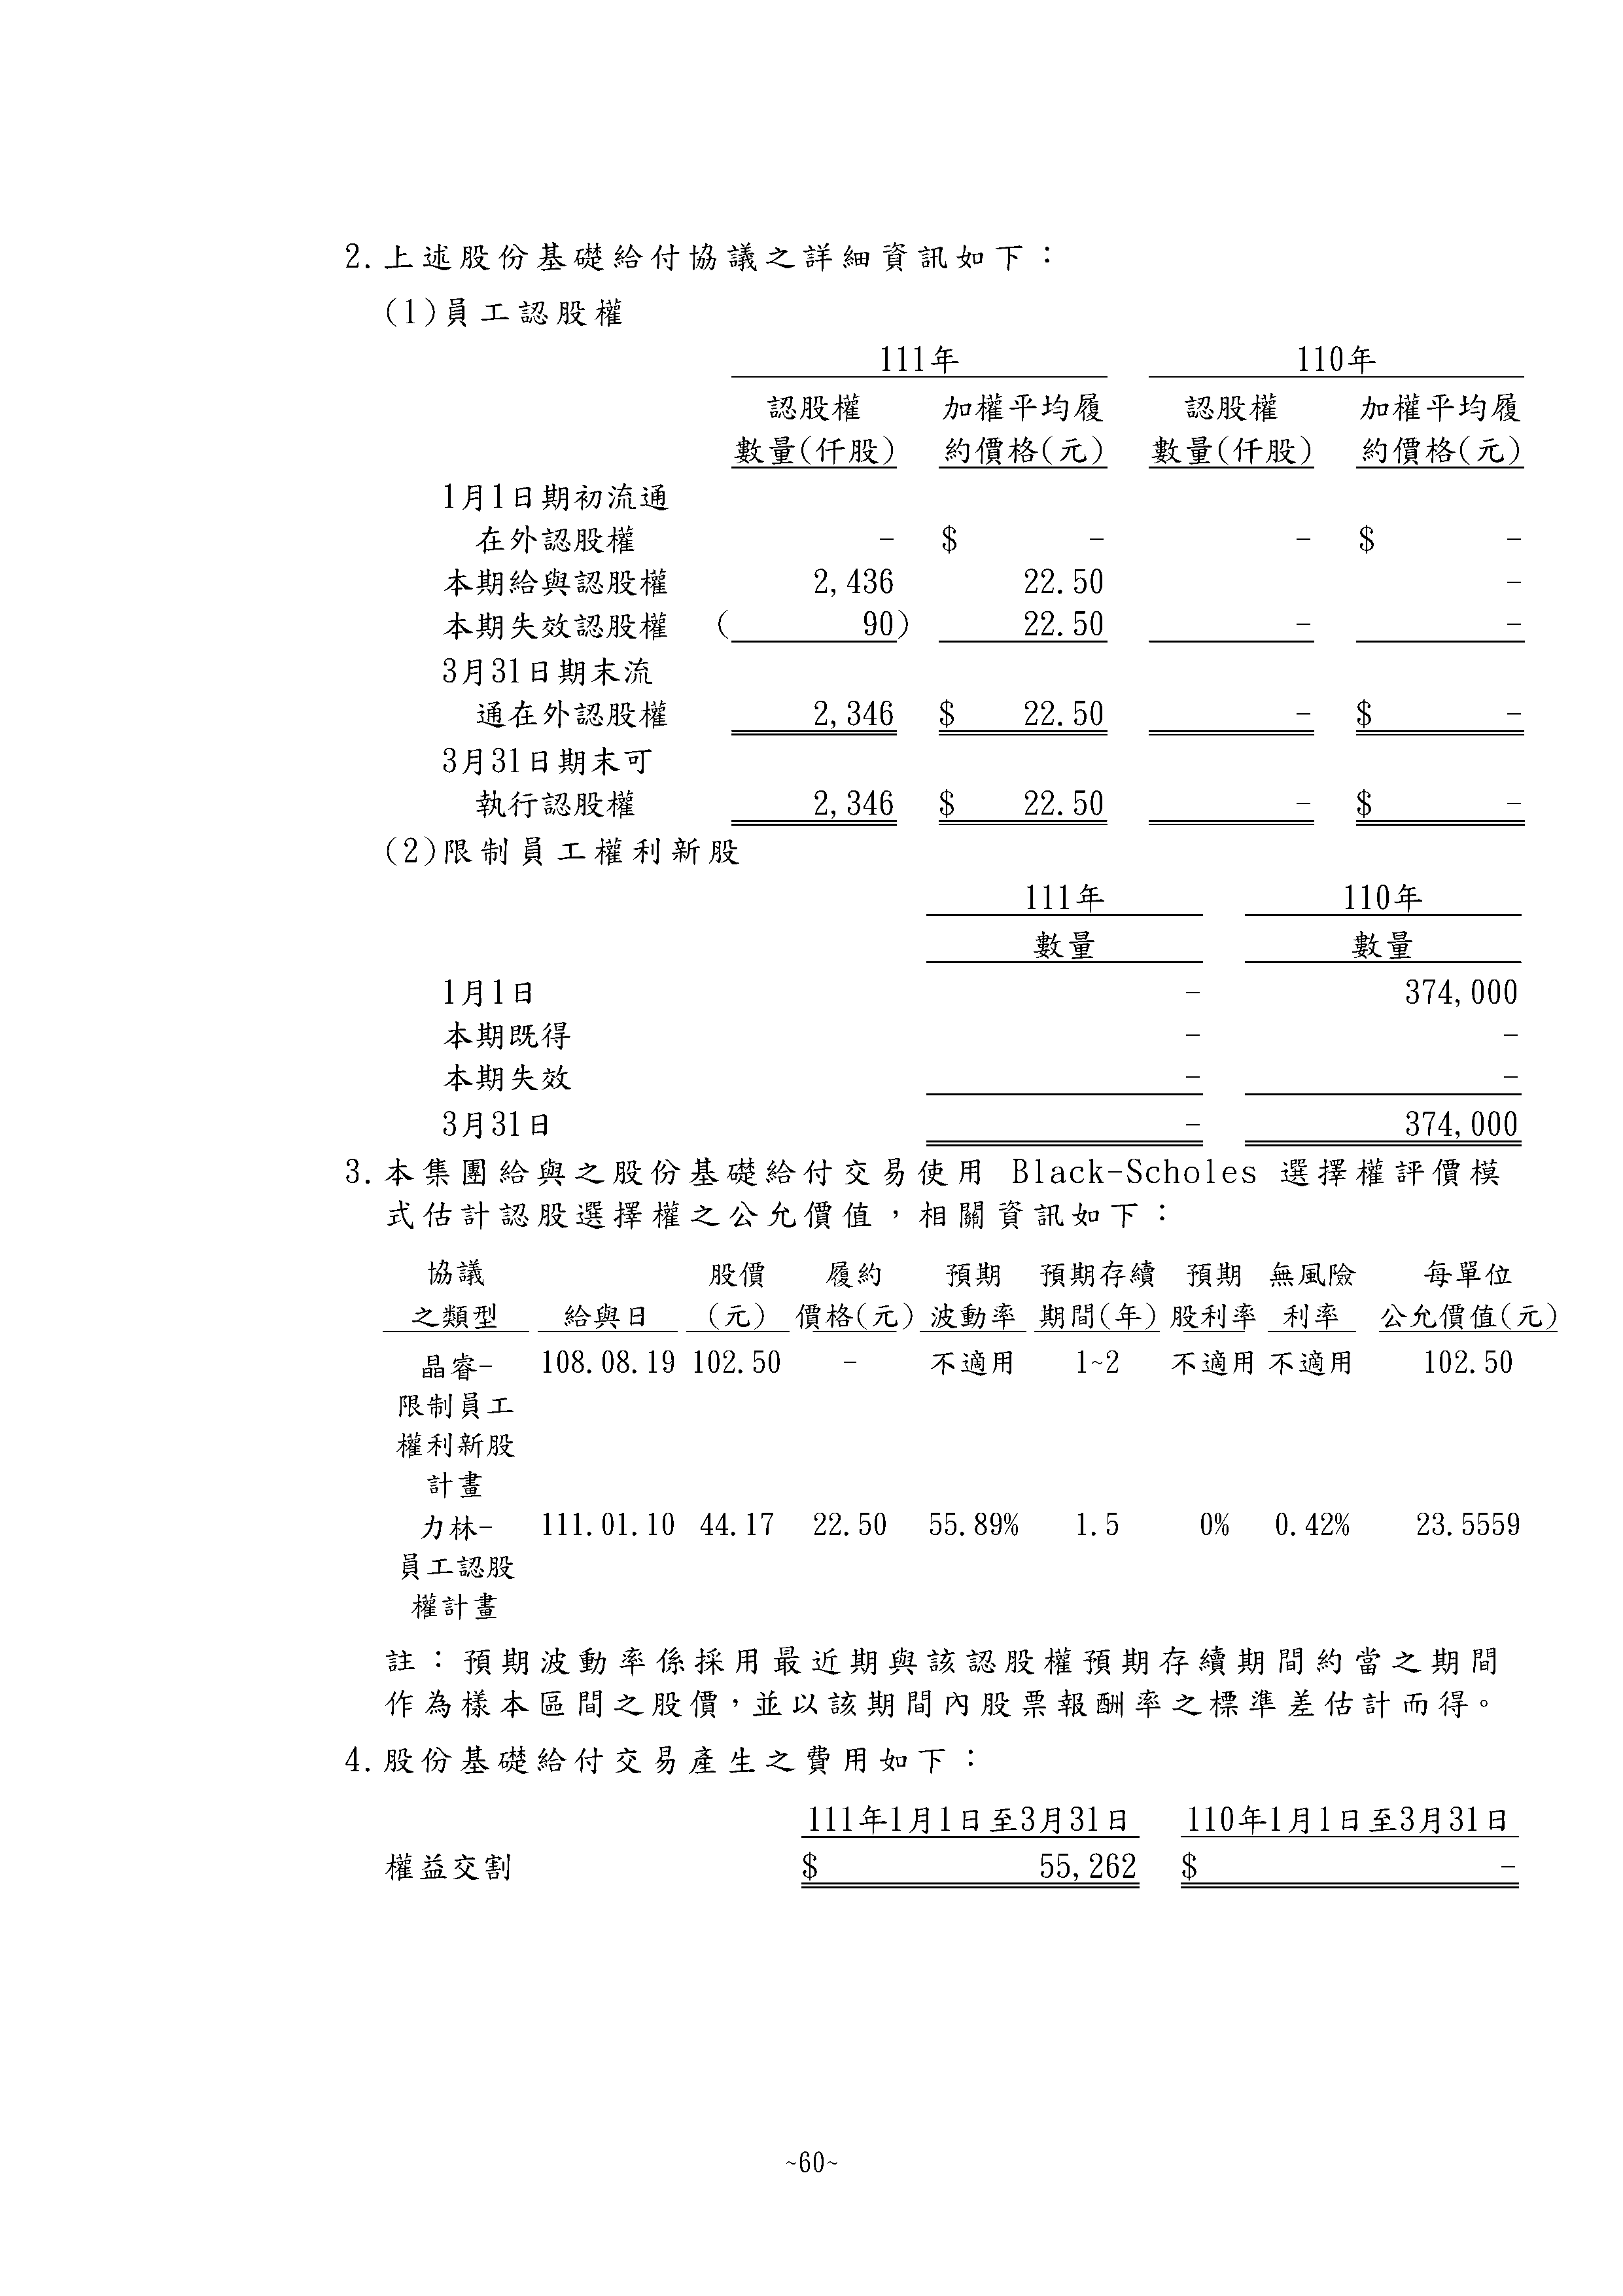 2.上述股份基礎給付協議之詳細資訊如下：
(1)員工認股權
111年 110年
認股權 加權平均履 認股權 加權平均履
數量(仟股) 約價格(元) 數量(仟股) 約價格(元)
1月1日期初流通
在外認股權 - $ - - $ -
本期給與認股權 2,436 22.50 -
本期失效認股權 ( 90) 22.50 - -
3月31日期末流
通在外認股權 2,346 $ 22.50 - $ -
3月31日期末可
執行認股權 2,346 $ 22.50 - $ -
(2)限制員工權利新股
111年 110年
數量 數量
1月1日 - 374,000
本期既得 - -
本期失效 - -
3月31日 - 374,000
3.本集團給與之股份基礎給付交易使用 Black-Scholes 選擇權評價模
式估計認股選擇權之公允價值，相關資訊如下：
協議 股價 履約 預期 預期存續 預期 無風險 每單位
之類型 給與日 (元) 價格(元) 波動率 期間(年) 股利率 利率 公允價值(元)
晶睿- 108.08.19 102.50 - 不適用 1~2 不適用 不適用 102.50
限制員工
權利新股
計畫
力林- 111.01.10 44.17 22.50 55.89% 1.5 0% 0.42% 23.5559
員工認股
權計畫
註：預期波動率係採用最近期與該認股權預期存續期間約當之期間
作為樣本區間之股價，並以該期間內股票報酬率之標準差估計而得。
4.股份基礎給付交易產生之費用如下：
111年1月1日至3月31日 110年1月1日至3月31日
權益交割 $ 55,262 $ -
~60~